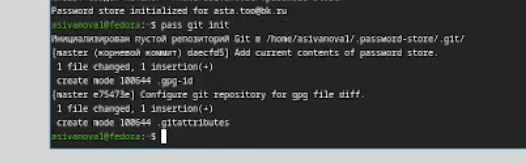 Password store initialized for asta.too@bk.ru
asivanoval@fedora:~$ pass git init
Инициализирован пустой репозиторий Git в /home/asivanoval/.password-store/.git/
[master (корневой коммит) daecfd5] Add current contents of password store.
1 file changed, 1 insertion(+)
create mode 100644 .gpg-id
[master e75473e] Configure git repository for gpg file diff.
1 file changed, 1 insertion(+)
create mode 100644 .gitattributes
asivanoval@fedora:~$